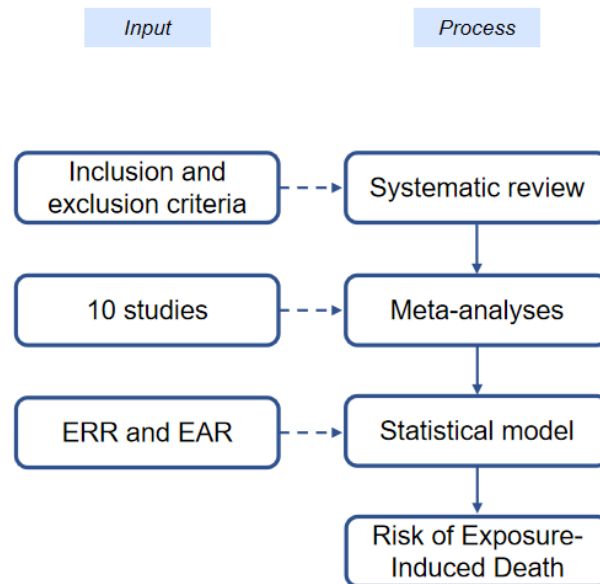 Input
Process
Inclusion and
exclusion criteria
Systematic review
10 studies
Meta-analyses
ERR and EAR
Statistical model
Risk of Exposure-
Induced Death